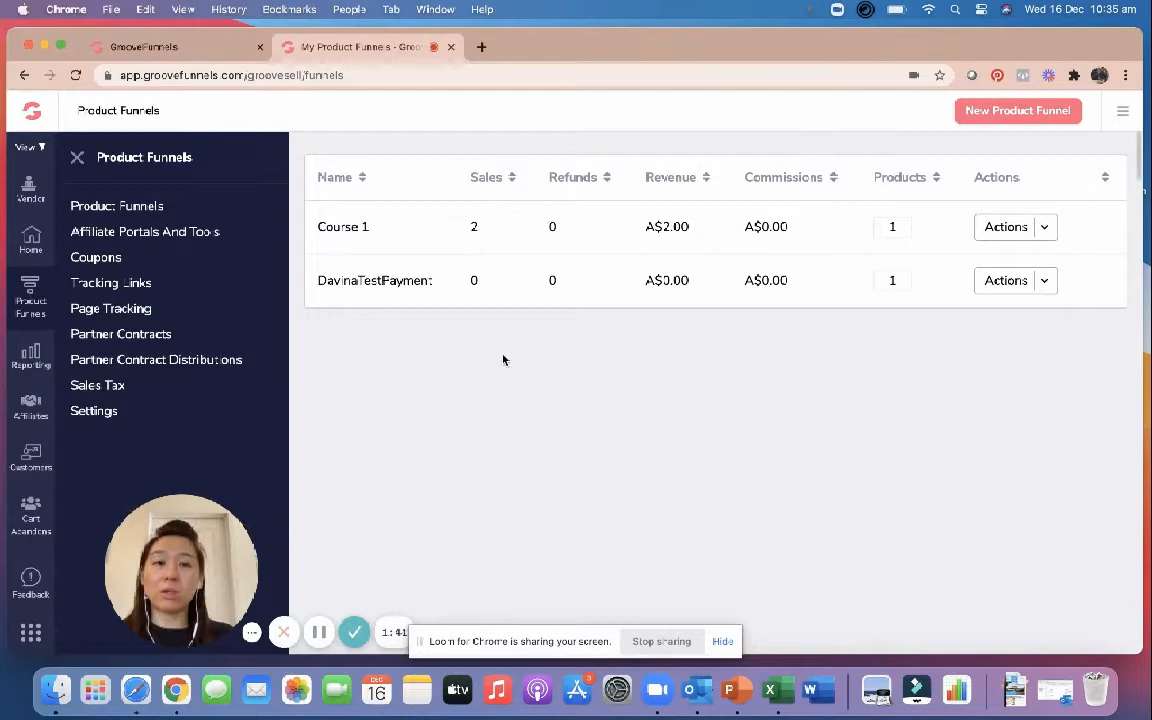 Chrome File Edit View History Bookmarks People Tab Window Help Wed 16 Dec 10:35 am
GrooveFunnels
My Product Funnels - Groo
app.groovefunnels.com/groovesell/funnels
Product Funnels
New Product Funnel
View
Vendor
Home
Product Funnels
Reporting
Affiliates
Customers
Cart Abandons
Feedback
Product Funnels
Product Funnels
Affiliate Portals And Tools
Coupons
Tracking Links
Page Tracking
Partner Contracts
Partner Contract Distributions
Sales Tax
Settings
Name Sales Refunds Revenue Commissions Products Actions
Course 1 2 0 A$2.00 A$0.00 1 Actions
DavinaTestPayment 0 0 A$0.00 A$0.00 1 Actions
1:41
Loom for Chrome is sharing your screen. Stop sharing Hide
DEC
16
tv
3